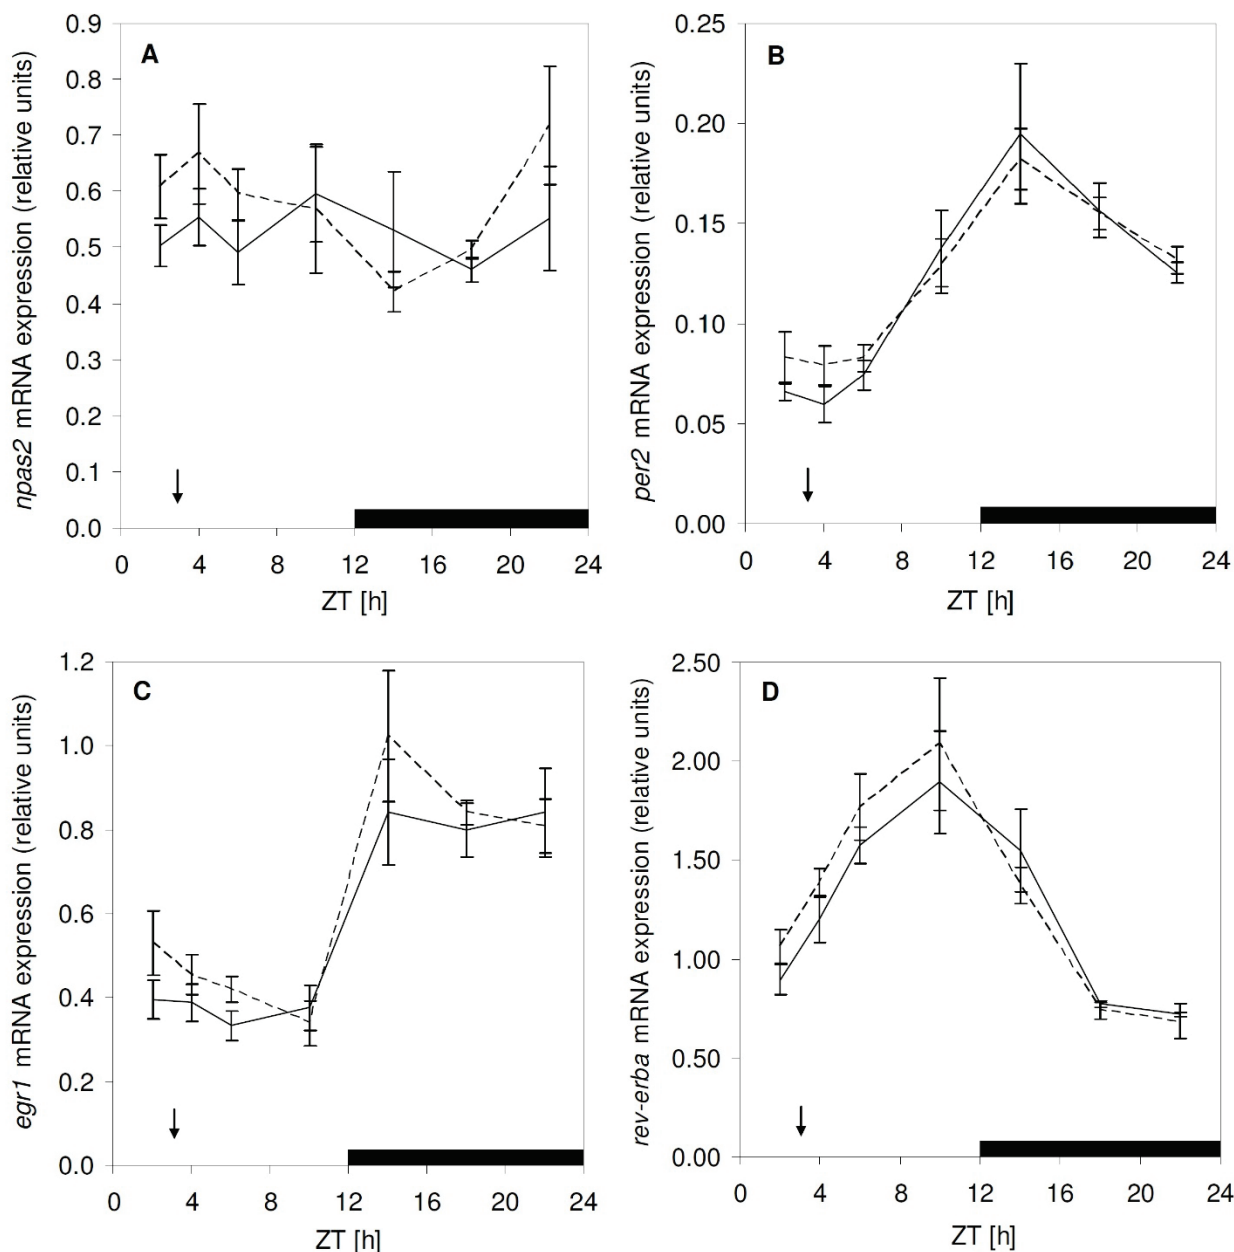 A
npas2 mRNA expression (relative units)
0.9
0.8
0.7
0.6
0.5
0.4
0.3
0.2
0.1
0.0
0 4 8 12 16 20 24
ZT [h]
B
per2 mRNA expression (relative units)
0.25
0.20
0.15
0.10
0.05
0.00
0 4 8 12 16 20 24
ZT [h]
C
egr1 mRNA expression (relative units)
1.2
1.0
0.8
0.6
0.4
0.2
0.0
0 4 8 12 16 20 24
ZT [h]
D
rev-erba mRNA expression (relative units)
2.50
2.00
1.50
1.00
0.50
0.00
0 4 8 12 16 20 24
ZT [h]